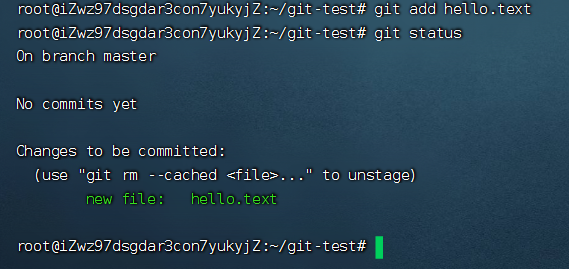 root@iZwz97dsgdar3con7yukyjZ:~/git-test# git add hello.text
root@iZwz97dsgdar3con7yukyjZ:~/git-test# git status
On branch master
No commits yet
Changes to be committed:
  (use "git rm --cached <file>..." to unstage)
        new file:   hello.text
root@iZwz97dsgdar3con7yukyjZ:~/git-test#